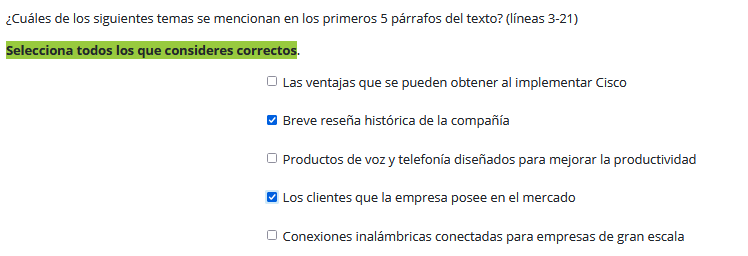 ¿Cuáles de los siguientes temas se mencionan en los primeros 5 párrafos del texto? (líneas 3-21)
Selecciona todos los que consideres correctos.
Las ventajas que se pueden obtener al implementar Cisco
Breve reseña histórica de la compañía
Productos de voz y telefonía diseñados para mejorar la productividad
Los clientes que la empresa posee en el mercado
Conexiones inalámbricas conectadas para empresas de gran escala